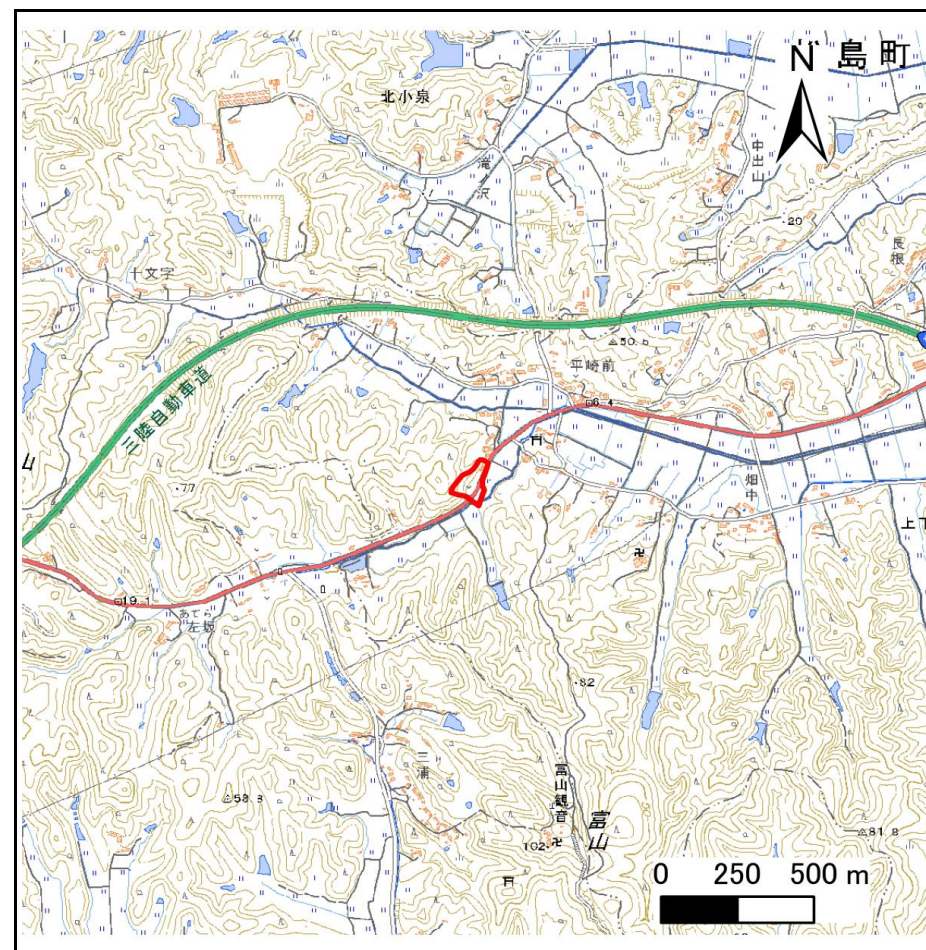 N
島町
北小泉
滝ノ沢
中出山
20
長根
十文字
50.6
平崎前
6.4
三陸自動車道
77
畑中
上下
山
19.1
あてら
左坂
82
三浦
富山観音
富山
58.3
102
81.8
0 250 500 m